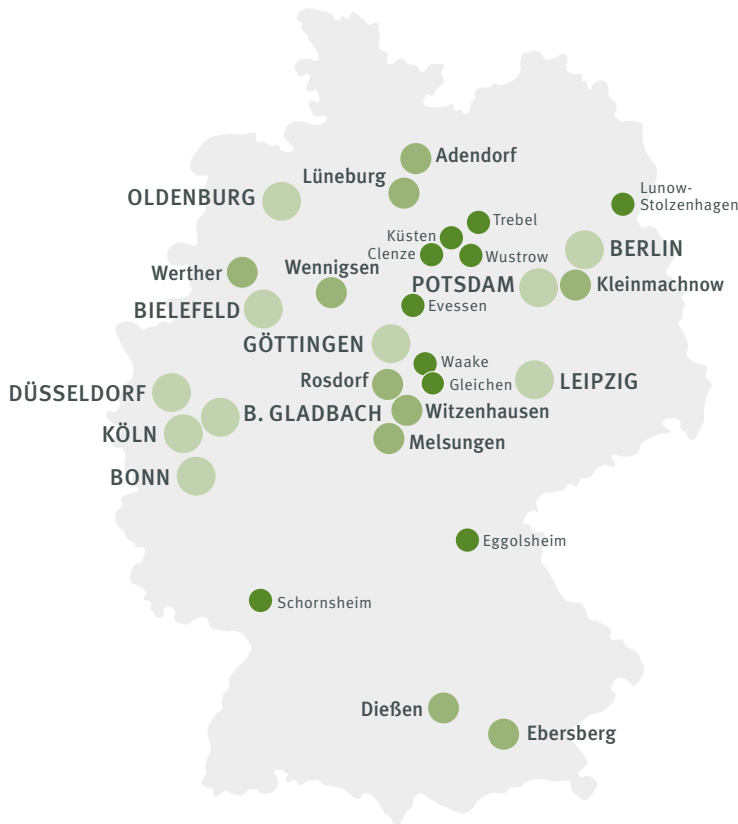 Adendorf
Lüneburg
Lunow-
Stolzenhagen
OLDENBURG
Trebel
Küsten
BERLIN
Clenze
Wustrow
Werther
Wennigsen
POTSDAM
Kleinmachnow
BIELEFELD
Evessen
GÖTTINGEN
Waake
Rosdorf
Gleichen
LEIPZIG
DÜSSELDORF
B. GLADBACH
Witzenhausen
KÖLN
Melsungen
BONN
Eggolsheim
Schornsheim
Dießen
Ebersberg